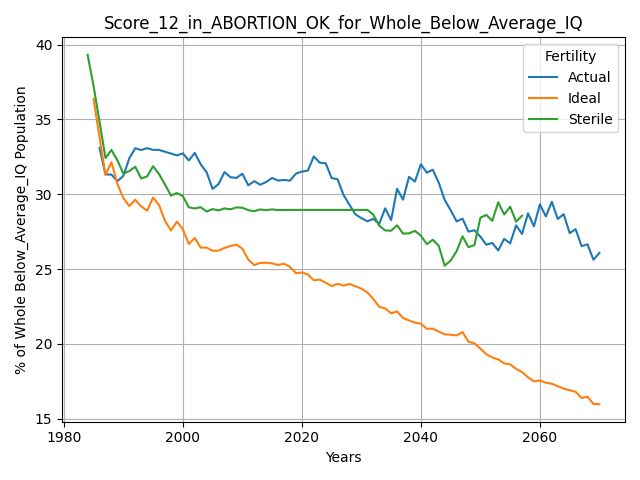 Score_12_in_ABORTION_OK_for_Whole_Below_Average_IQ
% of Whole Below_Average_IQ Population
40
35
30
25
20
15
Fertility
Actual
Ideal
Sterile
1980
2000
2020
2040
2060
Years